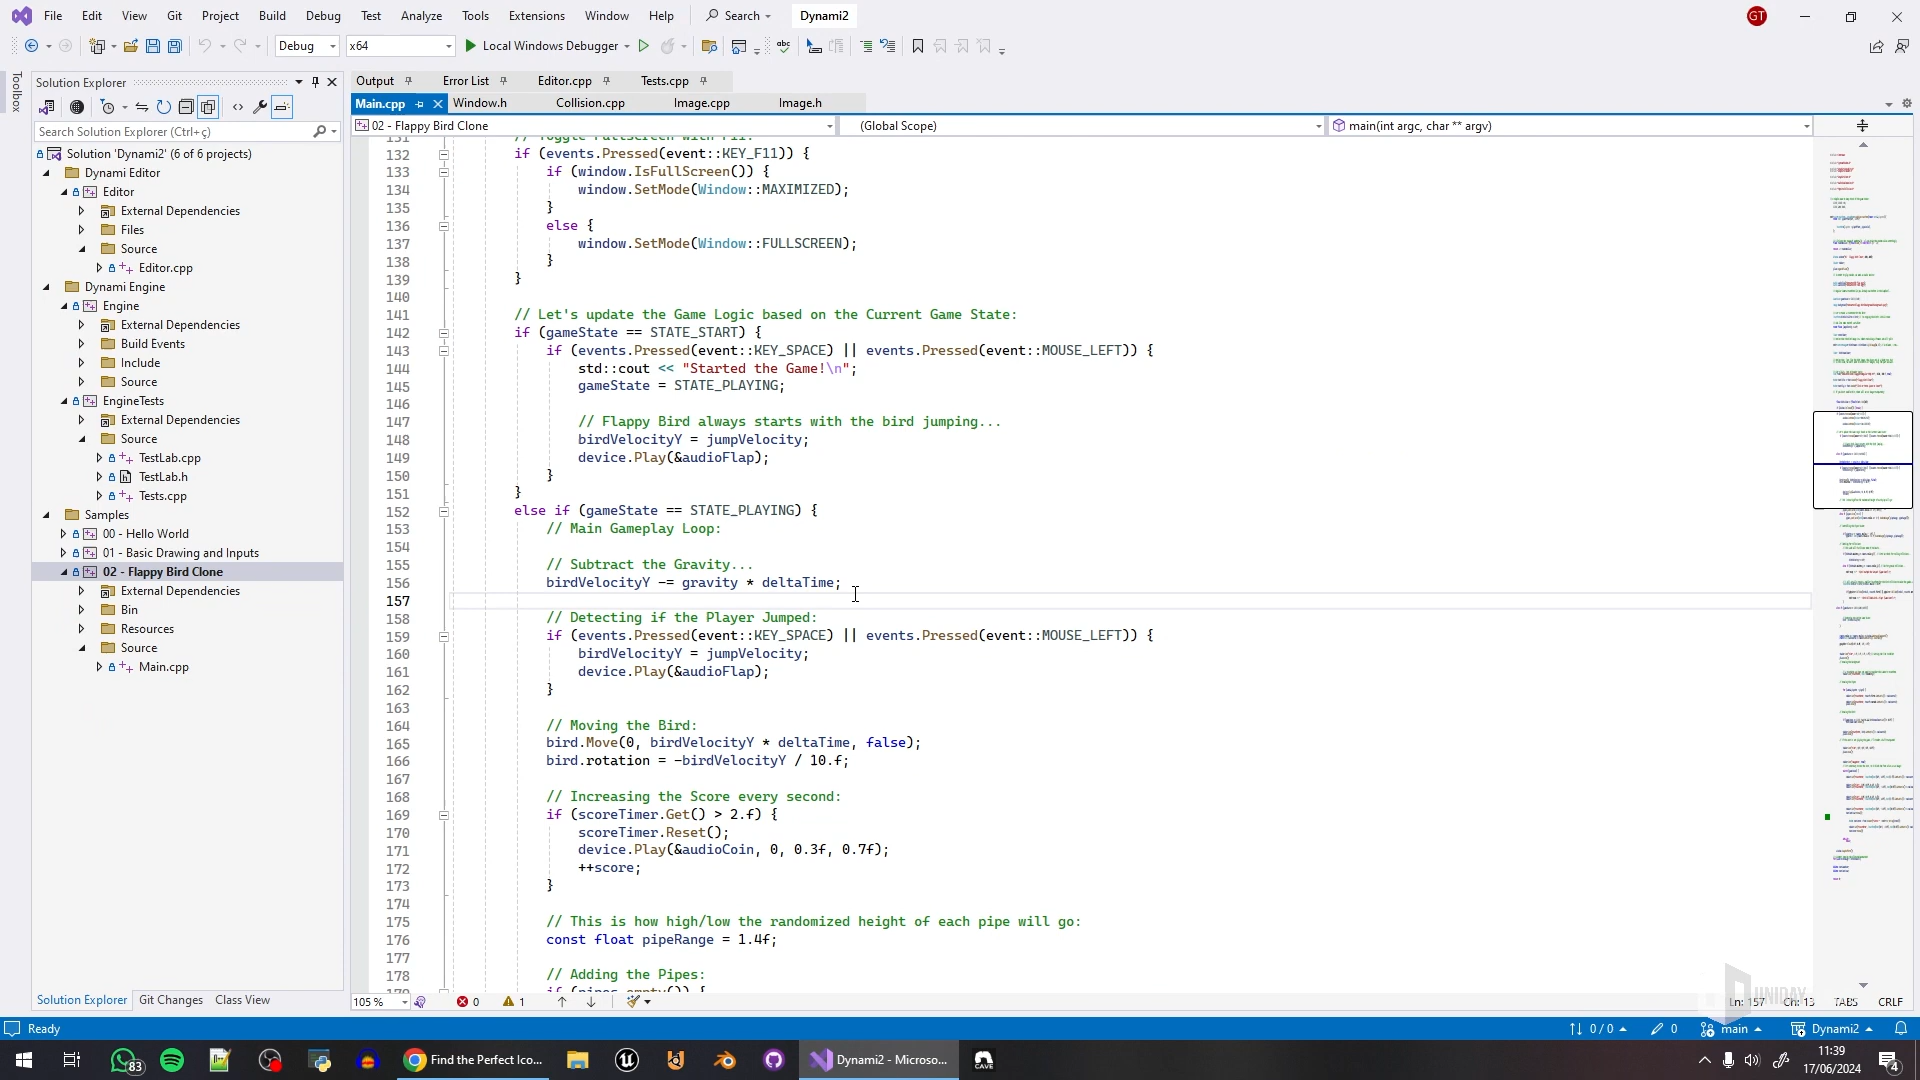 File Edit View Git Project Build Debug Test Analyze Tools Extensions Window Help Search Dynami2 GT
Debug x64 Local Windows Debugger
Toolbox
Solution Explorer
Search Solution Explorer (Ctrl+ç)
Solution 'Dynami2' (6 of 6 projects)
Dynami Editor
Editor
External Dependencies
Files
Source
Editor.cpp
Dynami Engine
Engine
External Dependencies
Build Events
Include
Source
EngineTests
External Dependencies
Source
TestLab.cpp
TestLab.h
Tests.cpp
Samples
00 - Hello World
01 - Basic Drawing and Inputs
02 - Flappy Bird Clone
External Dependencies
Bin
Resources
Source
Main.cpp
Solution Explorer Git Changes Class View
Output Error List Editor.cpp Tests.cpp
Main.cpp Window.h Collision.cpp Image.cpp Image.h
02 - Flappy Bird Clone (Global Scope) main(int argc, char ** argv)
131 // Toggle Fullscreen with F11:
132 if (events.Pressed(event::KEY_F11)) {
133 if (window.IsFullScreen()) {
134 window.SetMode(Window::MAXIMIZED);
135 }
136 else {
137 window.SetMode(Window::FULLSCREEN);
138 }
139 }
140
141 // Let's update the Game Logic based on the Current Game State:
142 if (gameState == STATE_START) {
143 if (events.Pressed(event::KEY_SPACE) || events.Pressed(event::MOUSE_LEFT)) {
144 std::cout << "Started the Game!\n";
145 gameState = STATE_PLAYING;
146
147 // Flappy Bird always starts with the bird jumping...
148 birdVelocityY = jumpVelocity;
149 device.Play(&audioFlap);
150 }
151 }
152 else if (gameState == STATE_PLAYING) {
153 // Main Gameplay Loop:
154
155 // Subtract the Gravity...
156 birdVelocityY -= gravity * deltaTime;
157
158 // Detecting if the Player Jumped:
159 if (events.Pressed(event::KEY_SPACE) || events.Pressed(event::MOUSE_LEFT)) {
160 birdVelocityY = jumpVelocity;
161 device.Play(&audioFlap);
162 }
163
164 // Moving the Bird:
165 bird.Move(0, birdVelocityY * deltaTime, false);
166 bird.rotation = -birdVelocityY / 10.f;
167
168 // Increasing the Score every second:
169 if (scoreTimer.Get() > 2.f) {
170 scoreTimer.Reset();
171 device.Play(&audioCoin, 0, 0.3f, 0.7f);
172 ++score;
173 }
174
175 // This is how high/low the randomized height of each pipe will go:
176 const float pipeRange = 1.4f;
177
178 // Adding the Pipes:
179 if (pipes.empty()) {
105 % 0 1 Ln: 157 Ch: 13 TABS CRLF
UNIDAY
Ready 0 / 0 0 main Dynami2
83 Find the Perfect Ico... Dynami2 - Microso... CAVE 11:39
17/06/2024 4